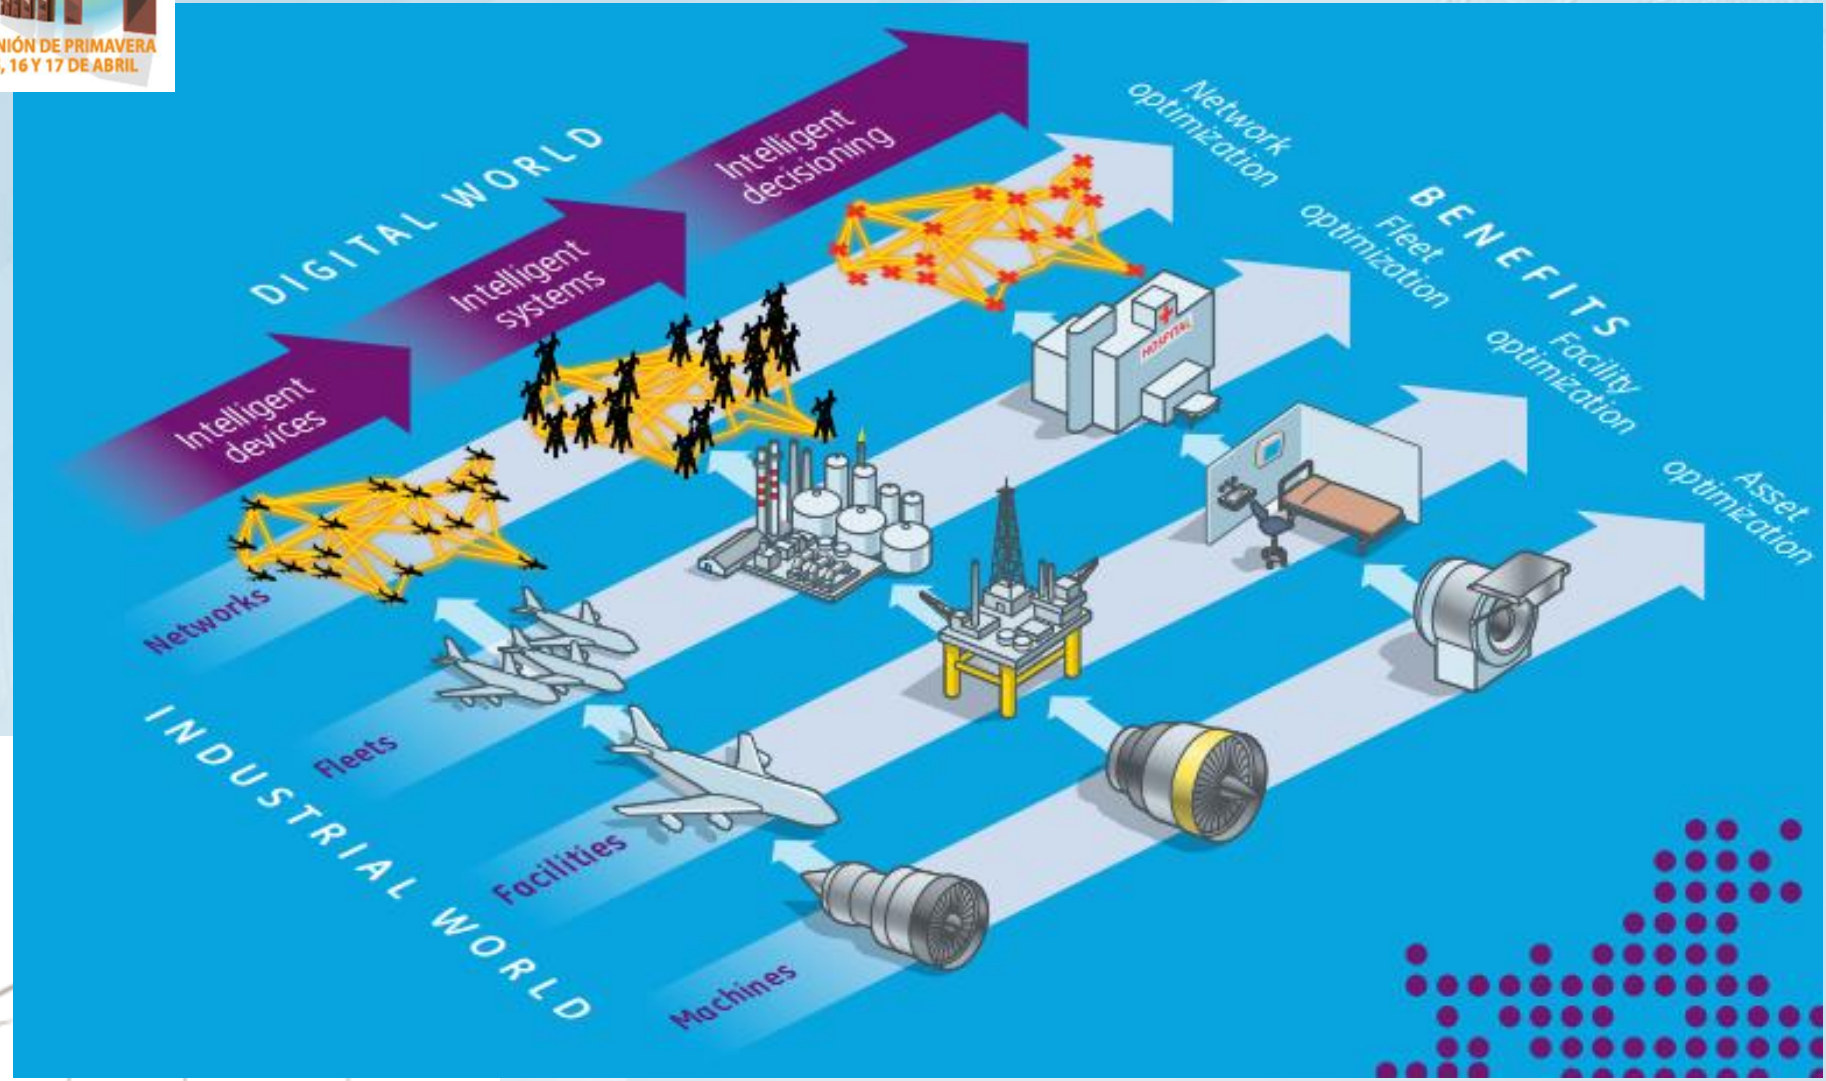 NIÓN DE PRIMAVERA
, 16 Y 17 DE ABRIL
DIGITAL WORLD
Intelligent
devices
Intelligent
systems
Intelligent
decisioning
Network
optimization
Fleet
optimization
Facility
optimization
Asset
optimization
BENEFITS
HOSPITAL
Networks
Fleets
Facilities
Machines
INDUSTRIAL WORLD